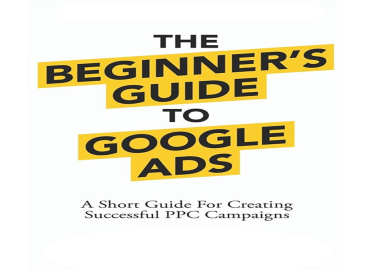 THE
BEGINNER'S
GUIDE
TO
GOOGLE
ADS
A Short Guide For Creating
Successful PPC Campaigns